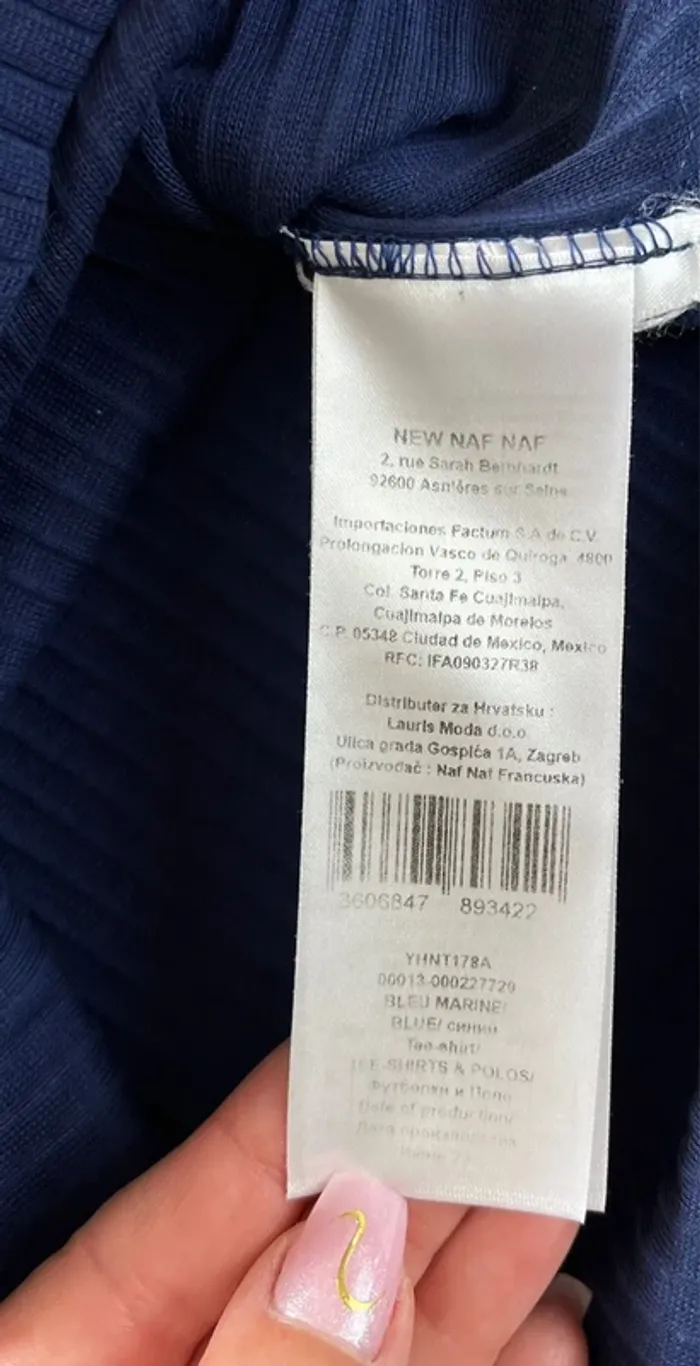 NEW NAF NAF
2, rue Sarah Bernhardt
92600 Asnières sur Seine
Importaciones Factum S.A de C.V.
Prolongacion Vasco de Quiroga 4800
Torre 2, Piso 3
Col. Santa Fe Cuajimalpa,
Cuajimalpa de Morelos
C.P. 05348 Ciudad de Mexico, Mexico
RFC: IFA090327R38
Distributer za Hrvatsku :
Lauris Moda d.o.o
Ulica grada Gospića 1A, Zagreb
(Proizvođač : Naf Naf Francuska)
3606847 893422
YHNT178A
00013-000227729
BLEU MARINE/
BLUE/ синий
Tee-shirt/
TEE-SHIRTS & POLOS/
Футболки и Поло
Date of production/
Дата производства